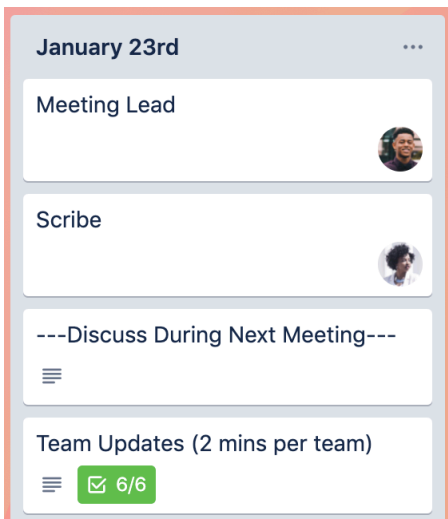 January 23rd
Meeting Lead
Scribe
---Discuss During Next Meeting---
Team Updates (2 mins per team)
6/6